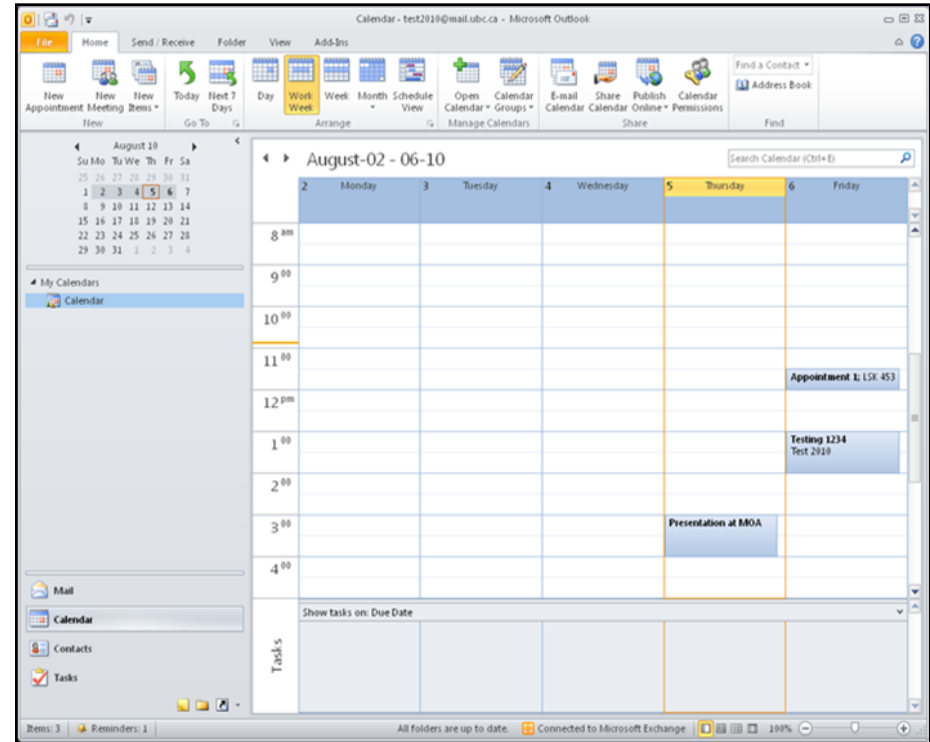 Calendar - test2010@mail.ubc.ca - Microsoft Outlook
File Home Send / Receive Folder View Add-Ins
New Appointment New Meeting New Items Today Next 7 Days Day Work Week Week Month Schedule View Open Calendar Calendar Groups E-mail Calendar Share Calendar Publish Online Calendar Permissions Find a Contact
Address Book
New Go To Arrange Manage Calendars Share Find
August 10
Su Mo Tu We Th Fr Sa
25 26 27 28 29 30 31
1 2 3 4 5 6 7
8 9 10 11 12 13 14
15 16 17 18 19 20 21
22 23 24 25 26 27 28
29 30 31 1 2 3 4
My Calendars
Calendar
Mail
Calendar
Contacts
Tasks
August-02 - 06-10
Search Calendar (Ctrl+E)
2 Monday 3 Tuesday 4 Wednesday 5 Thursday 6 Friday
8 am
9 00
10 00
11 00
Appointment 1; LSK 453
12 pm
1 00
Testing 1234
Test 2010
2 00
3 00
Presentation at MOA
4 00
Show tasks on: Due Date
Tasks
Items: 3 Reminders: 1 All folders are up to date. Connected to Microsoft Exchange 100%